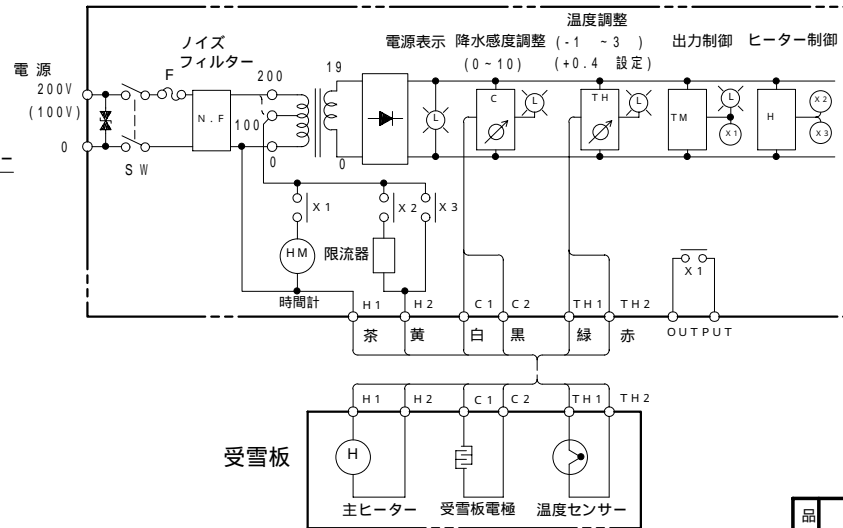 ノイズ
フィルター
電源表示
降水感度調整
(0~10)
温度調整
(-1 ~3 )
(+0.4 設定)
出力制御
ヒーター制御
電 源
200V
(100V)
0
F
SW
N.F
200
100
0
19
0
L
C
L
TH
L
TM
L
X1
H
X2
X3
X1
X2
X3
HM
限流器
時間計
X1
H1
H2
C1
C2
TH1
TH2
OUTPUT
茶
黄
白
黒
緑
赤
H1
H2
C1
C2
TH1
TH2
受雪板
H
主ヒーター
受雪板電極
温度センサー
品